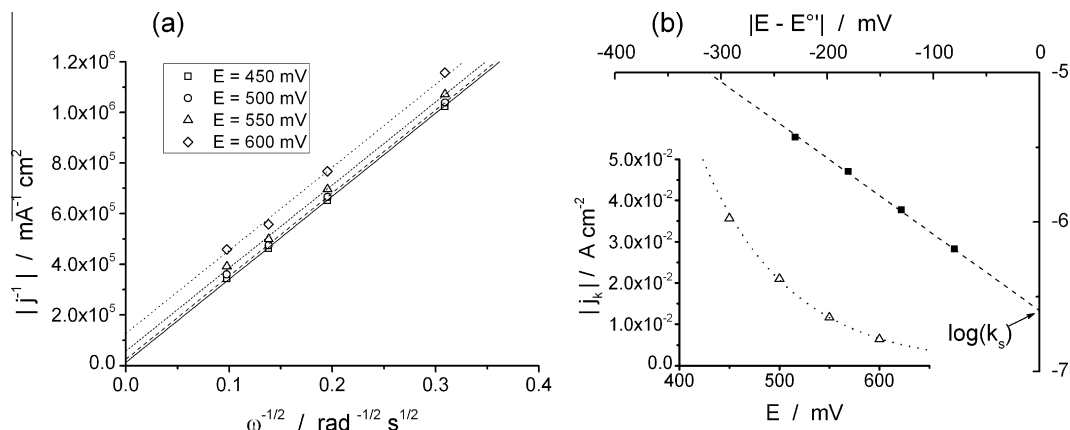 (a)
1.2x10⁶
1.0x10⁶
8.0x10⁵
6.0x10⁵
4.0x10⁵
2.0x10⁵
0.0
| j⁻¹ | / mA⁻¹ cm²
E = 450 mV
E = 500 mV
E = 550 mV
E = 600 mV
0.0 0.1 0.2 0.3 0.4
ω⁻¹/² / rad ⁻¹/² s¹/²
(b)
|E - E°'| / mV
-400 -300 -200 -100 0
-5
-6
-7
5.0x10⁻²
4.0x10⁻²
3.0x10⁻²
2.0x10⁻²
1.0x10⁻²
0.0
| jₖ| / A cm⁻²
log(kₛ)
400 500 600
E / mV